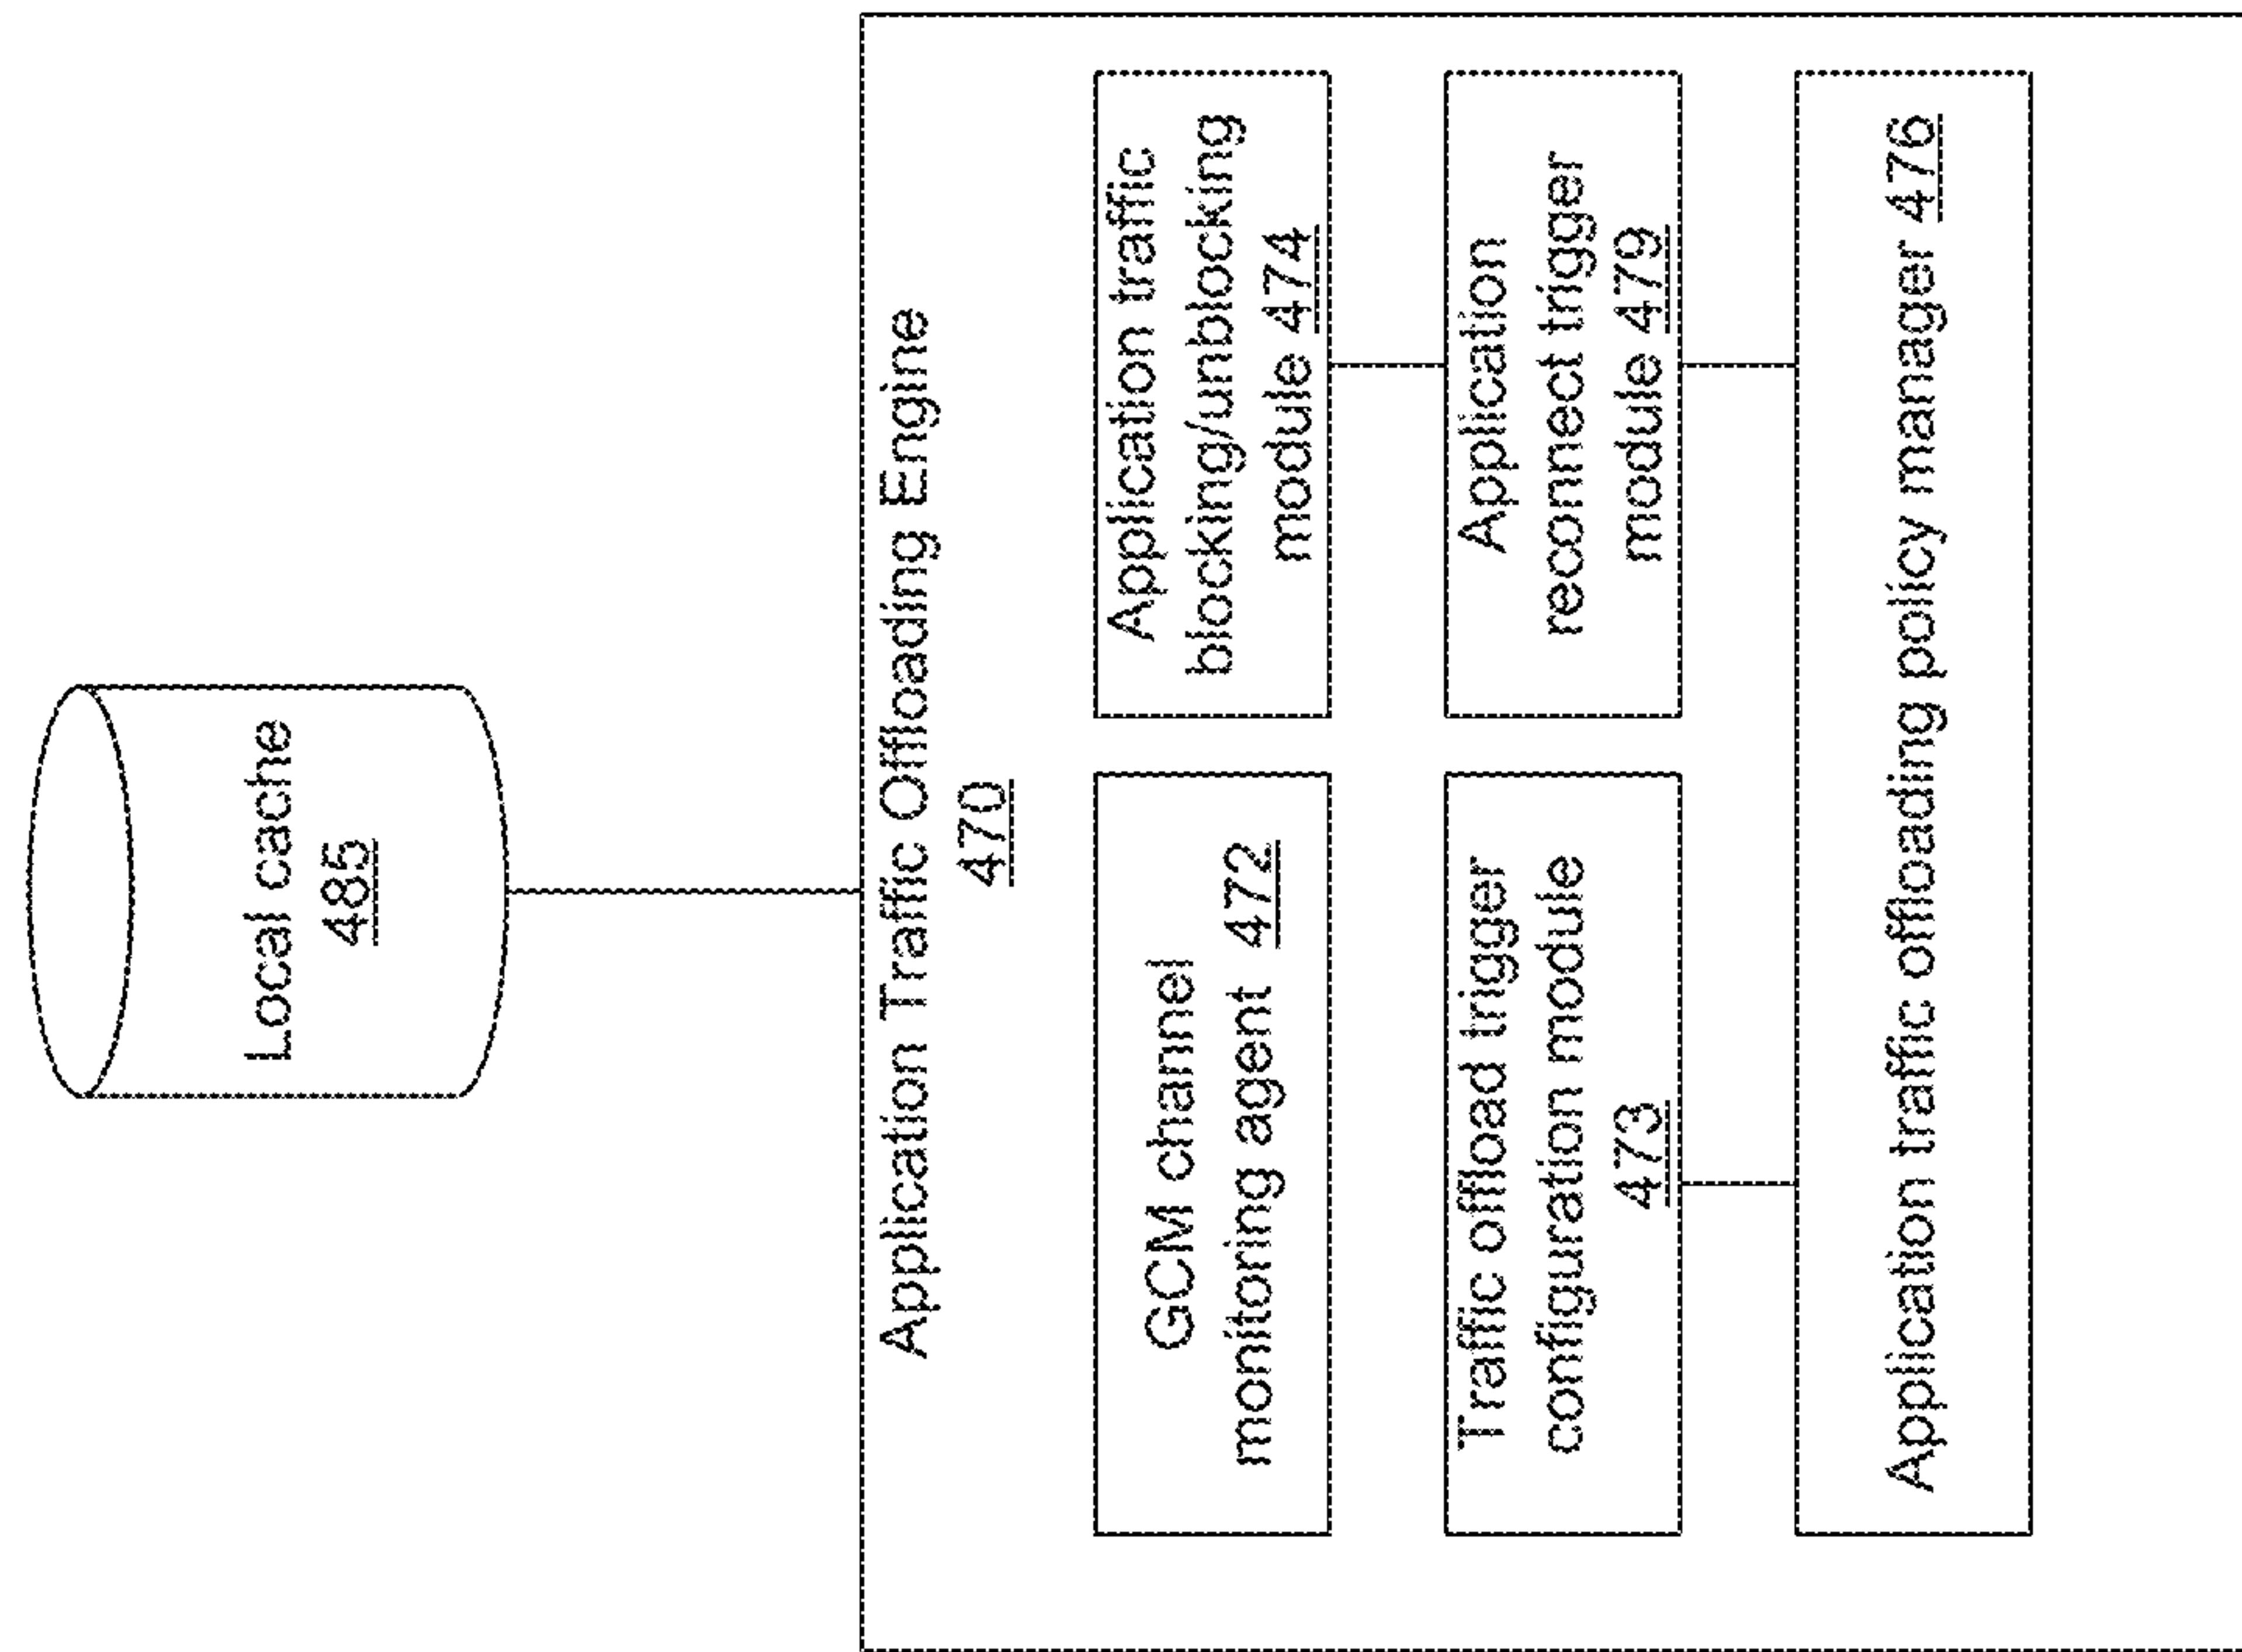 Local cache
485
Application Traffic Offloading Engine
470
GCM channel
monitoring agent 472
Application traffic
blocking/unblocking
module 474
Traffic offload trigger
configuration module
473
Application
reconnect trigger
module 479
Application traffic offloading policy manager 476